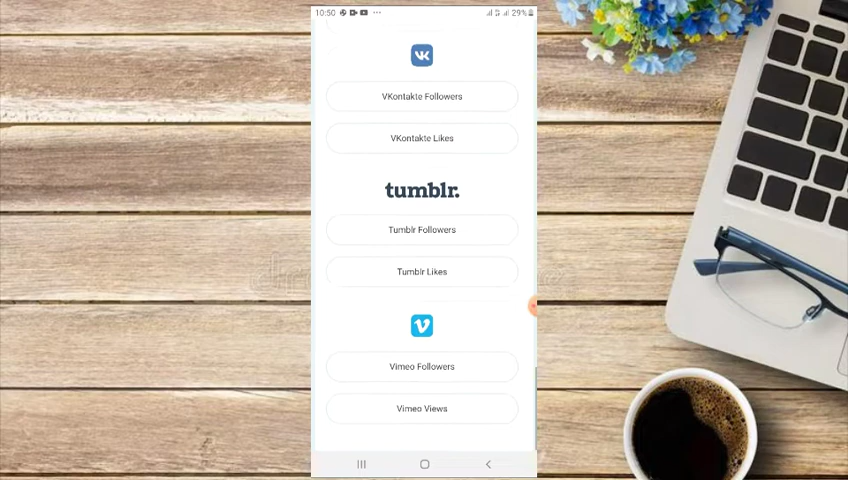 10:50
29%
VKontakte Followers
VKontakte Likes
tumblr.
Tumblr Followers
Tumblr Likes
Vimeo Followers
Vimeo Views